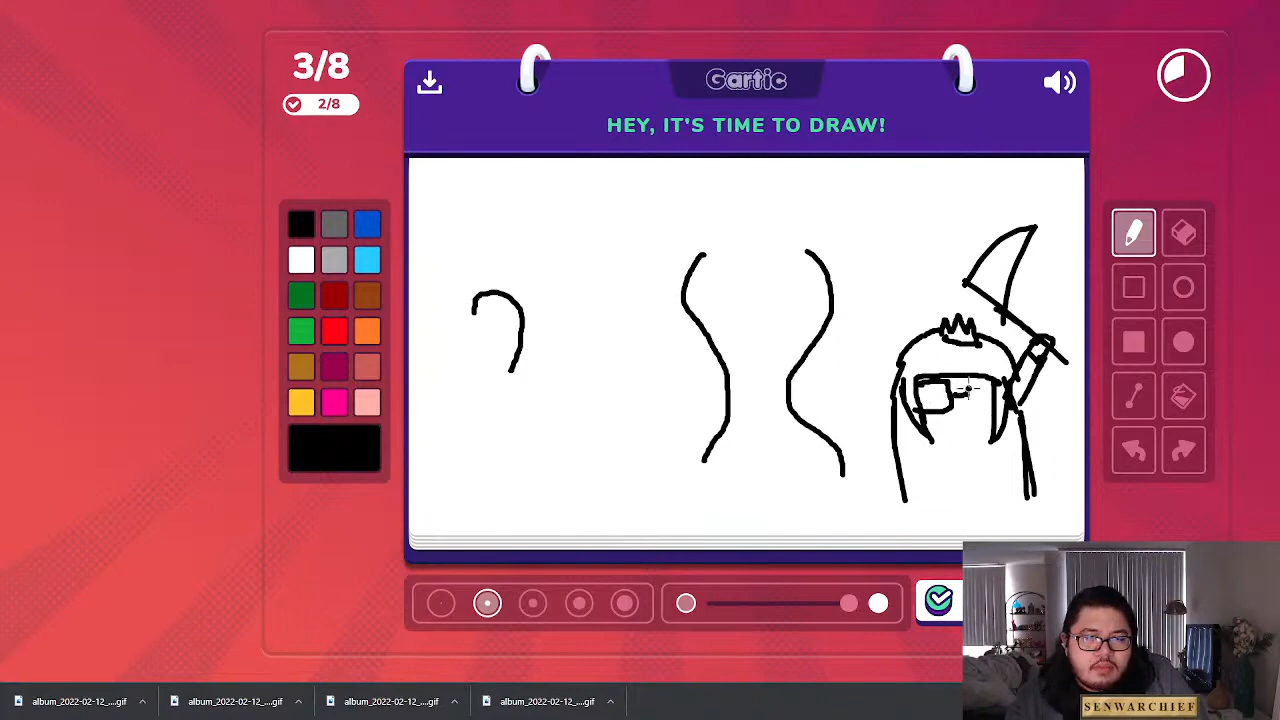 3/8
2/8
Gartic
HEY, IT'S TIME TO DRAW!
album_2022-02-12_....gif
album_2022-02-12_....gif
album_2022-02-12_....gif
album_2022-02-12_....gif
SENWARCHIEF